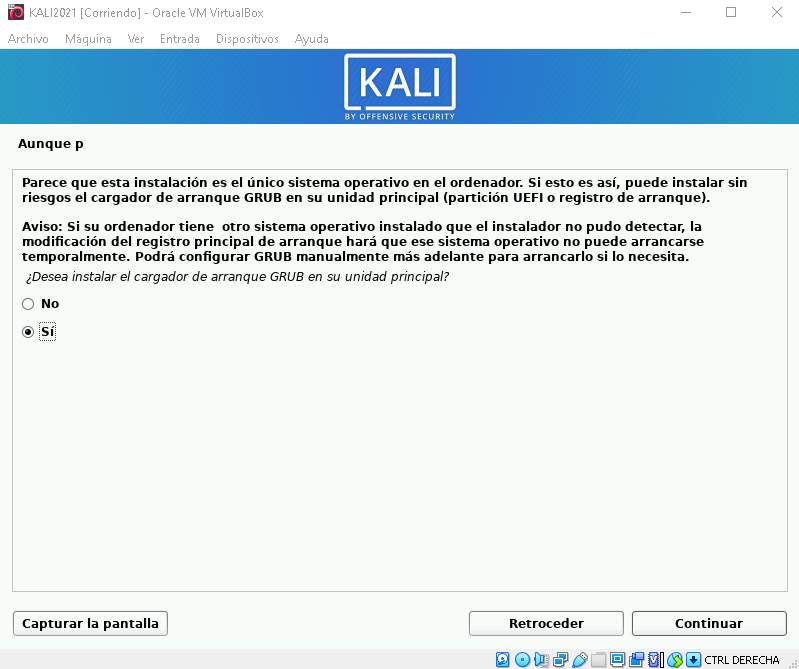 KALI2021 [Corriendo] - Oracle VM VirtualBox
Archivo Máquina Ver Entrada Dispositivos Ayuda
KALI
BY OFFENSIVE SECURITY
Aunque p
Parece que esta instalación es el único sistema operativo en el ordenador. Si esto es así, puede instalar sin
riesgos el cargador de arranque GRUB en su unidad principal (partición UEFI o registro de arranque).
Aviso: Si su ordenador tiene  otro sistema operativo instalado que el instalador no pudo detectar, la
modificación del registro principal de arranque hará que ese sistema operativo no puede arrancarse
temporalmente. Podrá configurar GRUB manualmente más adelante para arrancarlo si lo necesita.
¿Desea instalar el cargador de arranque GRUB en su unidad principal?
No
Sí
Capturar la pantalla Retroceder Continuar
CTRL DERECHA